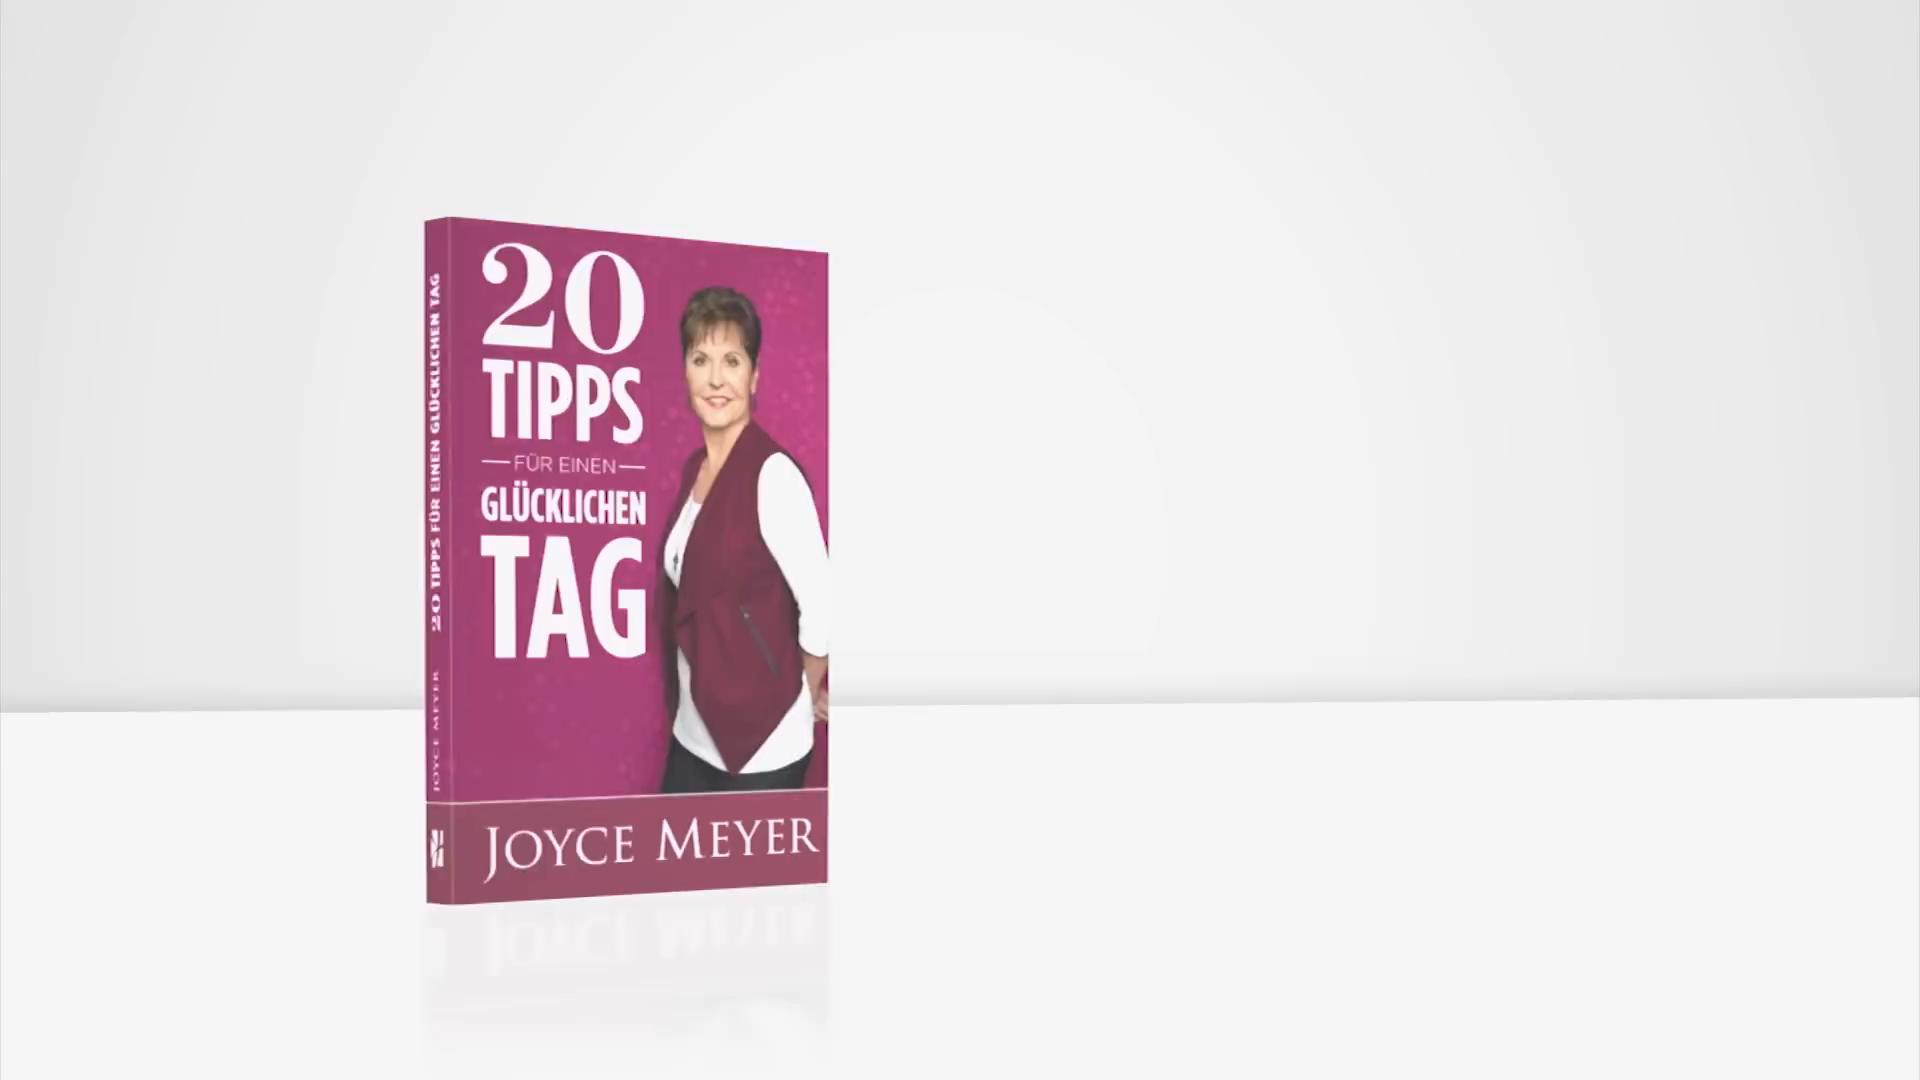 20
TIPPS
FÜR EINEN
GLÜCKLICHEN
TAG
JOYCE MEYER
JOYCE MEYER 20 TIPPS FÜR EINEN GLÜCKLICHEN TAG